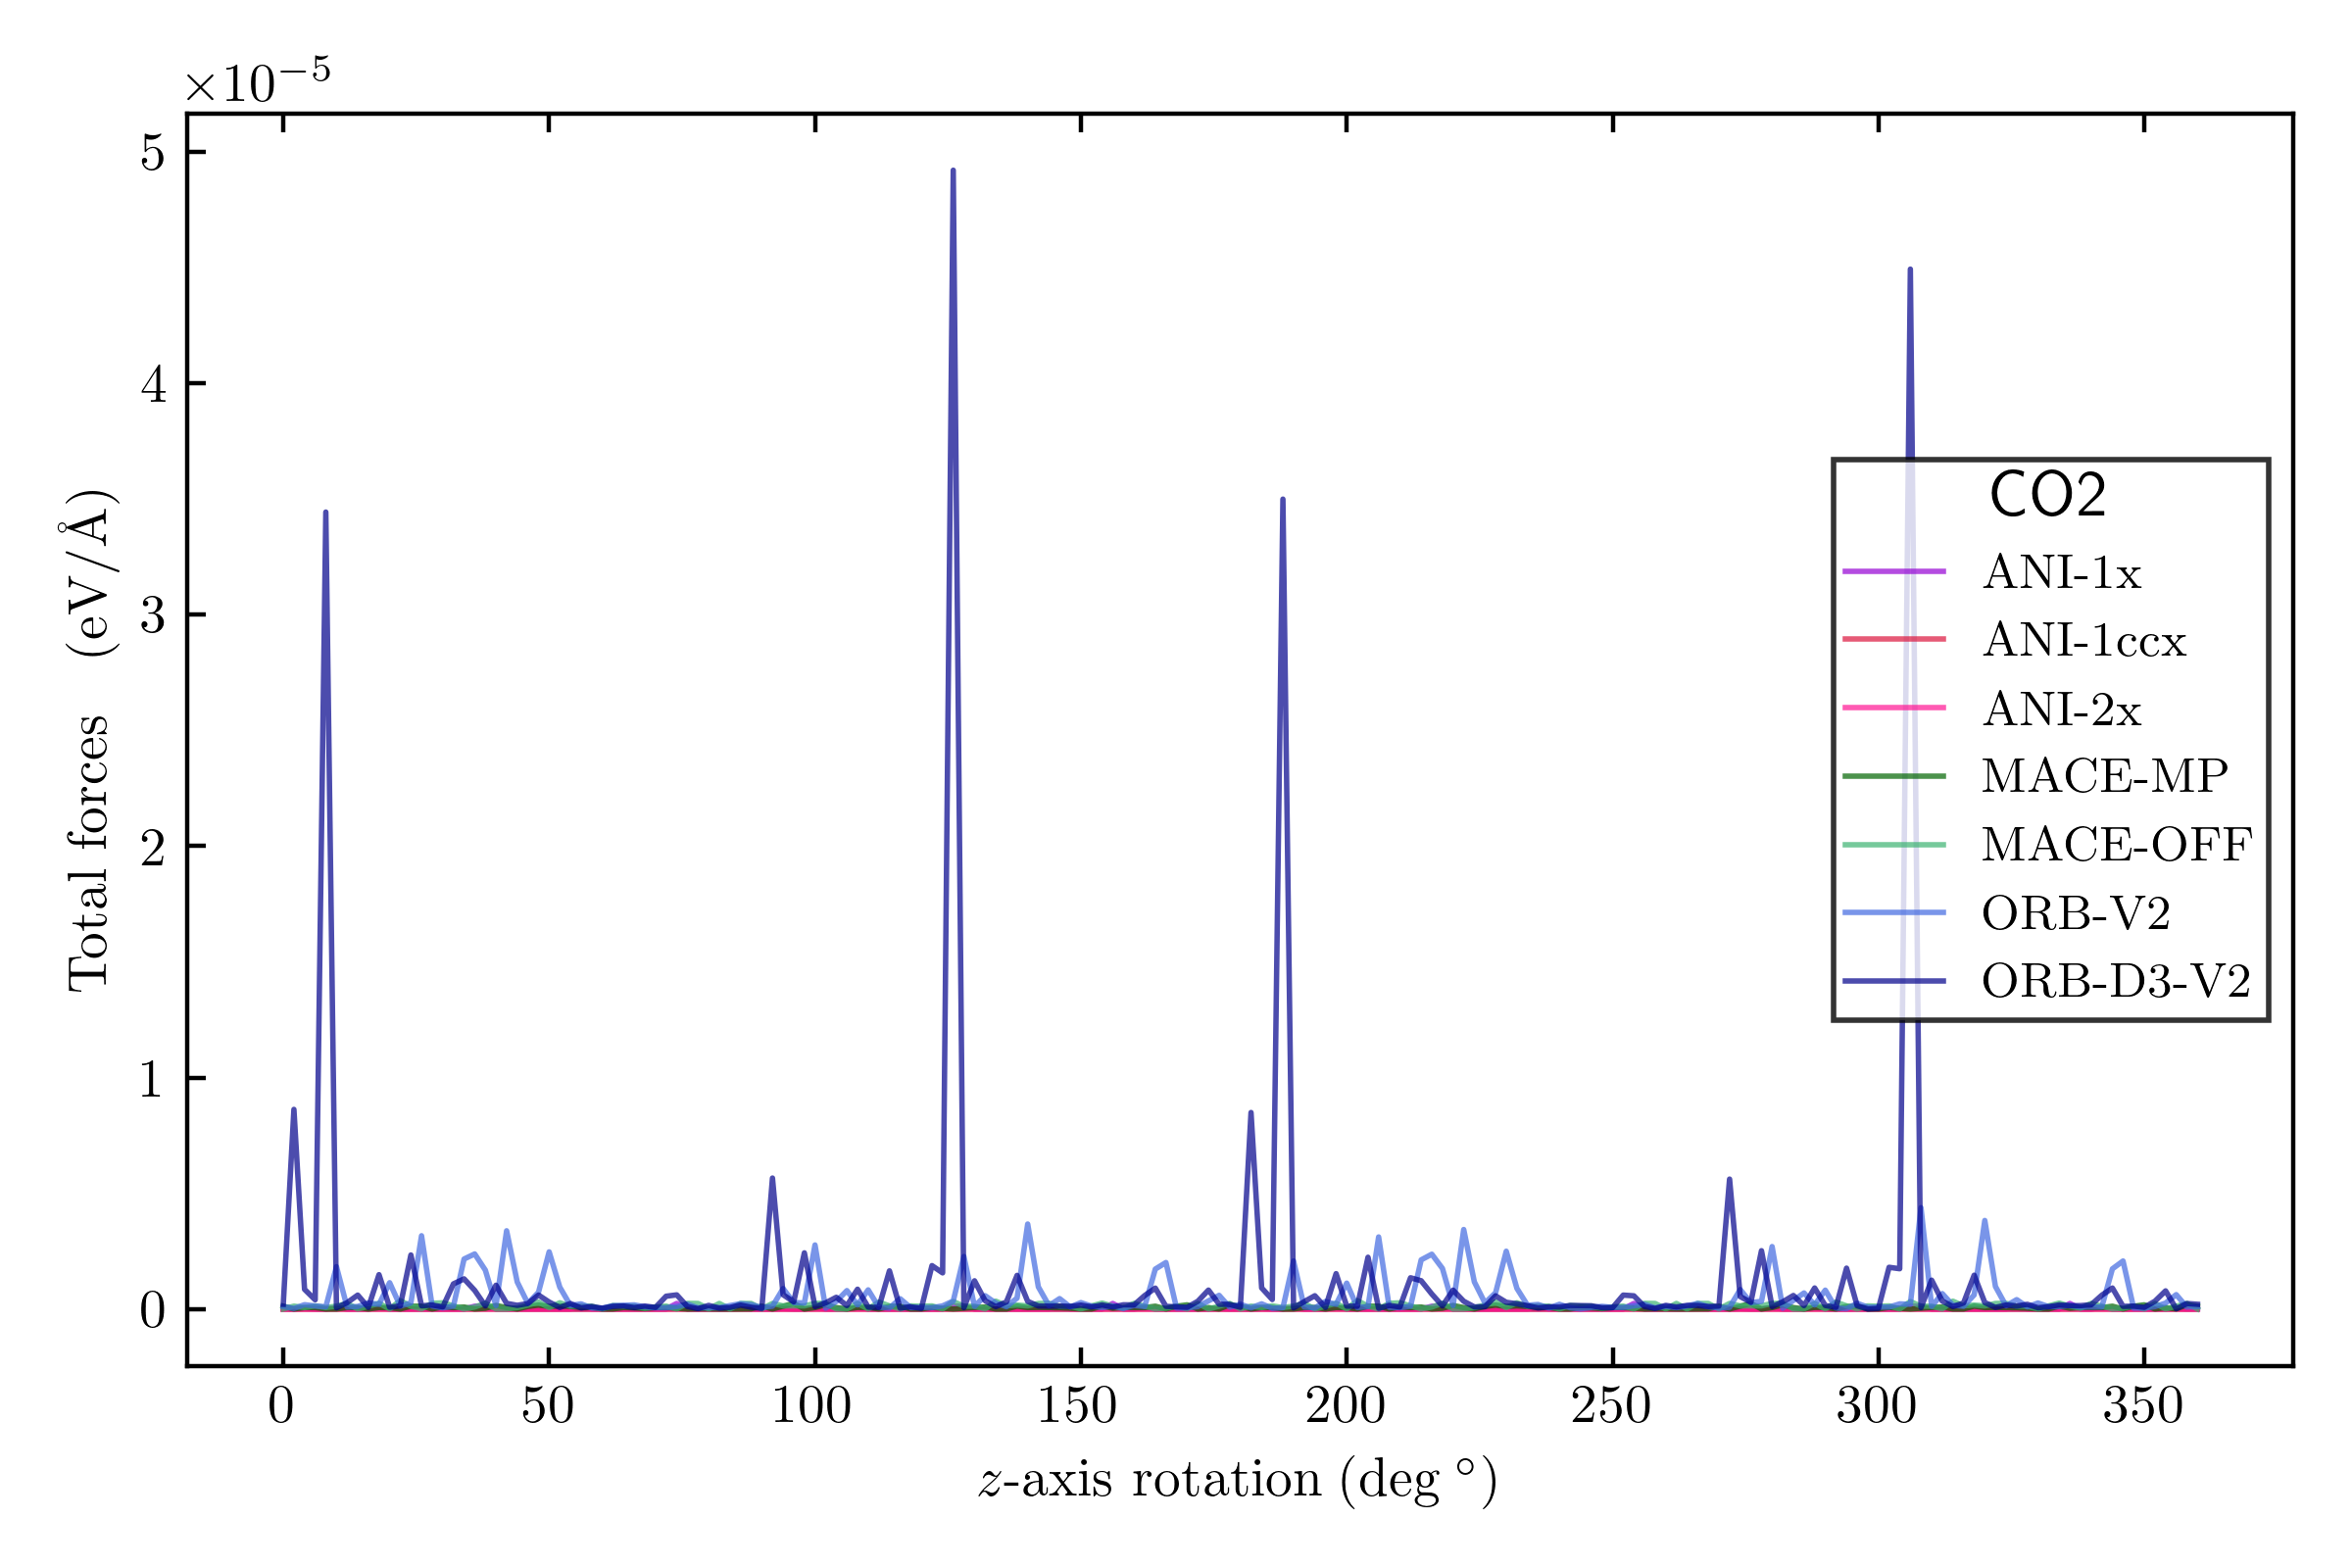 ×10⁻⁵
5
4
3
2
1
0
Total forces (eV/Å)
CO2
ANI-1x
ANI-1ccx
ANI-2x
MACE-MP
MACE-OFF
ORB-V2
ORB-D3-V2
0 50 100 150 200 250 300 350
z-axis rotation (deg °)